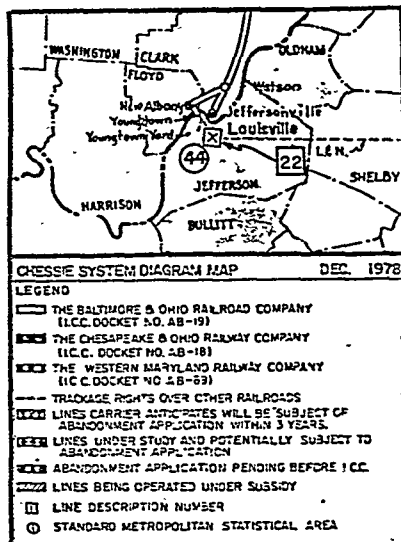 WASHINGTON
CLARK
OLDHAM
FLOYD
Watson
New Albany
Jeffersonville
Youngtown
Louisville
Youngtown Yard
44
22
L.&N.
SHELBY
JEFFERSON
HARRISON
BULLITT
CHESSIE SYSTEM DIAGRAM MAP DEC. 1978
LEGEND
THE BALTIMORE & OHIO RAILROAD COMPANY
(I.C.C. DOCKET NO. AB-19)
THE CHESAPEAKE & OHIO RAILWAY COMPANY
(I.C.C. DOCKET NO. AB-18)
THE WESTERN MARYLAND RAILWAY COMPANY
(I.C.C. DOCKET NO AB-69)
TRACKAGE RIGHTS OVER OTHER RAILROADS
LINES CARRIER ANTICIPATES WILL BE SUBJECT OF
ABANDONMENT APPLICATION WITHIN 3 YEARS.
LINES UNDER STUDY AND POTENTIALLY SUBJECT TO
ABANDONMENT APPLICATION
ABANDONMENT APPLICATION PENDING BEFORE I.C.C.
LINES BEING OPERATED UNDER SUBSIDY
LINE DESCRIPTION NUMBER
STANDARD METROPOLITAN STATISTICAL AREA